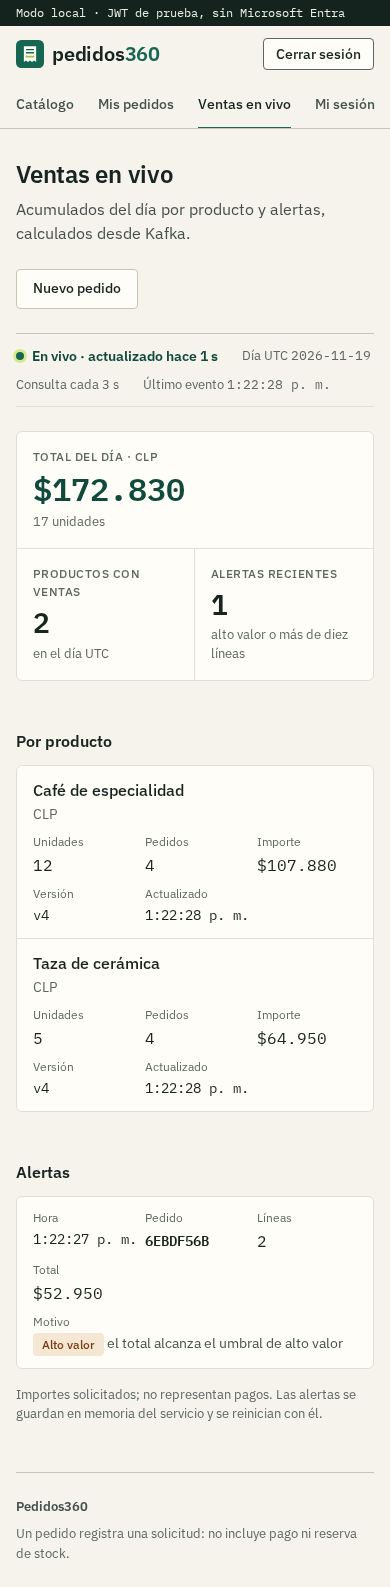 Modo local · JWT de prueba, sin Microsoft Entra
pedidos360
Cerrar sesión
Catálogo Mis pedidos Ventas en vivo Mi sesión
Ventas en vivo
Acumulados del día por producto y alertas,
calculados desde Kafka.
Nuevo pedido
En vivo · actualizado hace 1 s Día UTC 2026-11-19
Consulta cada 3 s Último evento 1:22:28 p. m.
TOTAL DEL DÍA · CLP
$172.830
17 unidades
PRODUCTOS CON
VENTAS
2
en el día UTC
ALERTAS RECIENTES
1
alto valor o más de diez
líneas
Por producto
Café de especialidad
CLP
Unidades Pedidos Importe
12 4 $107.880
Versión Actualizado
v4 1:22:28 p. m.
Taza de cerámica
CLP
Unidades Pedidos Importe
5 4 $64.950
Versión Actualizado
v4 1:22:28 p. m.
Alertas
Hora Pedido Líneas
1:22:27 p. m. 6EBDF56B 2
Total
$52.950
Motivo
Alto valor el total alcanza el umbral de alto valor
Importes solicitados; no representan pagos. Las alertas se
guardan en memoria del servicio y se reinician con él.
Pedidos360
Un pedido registra una solicitud: no incluye pago ni reserva
de stock.